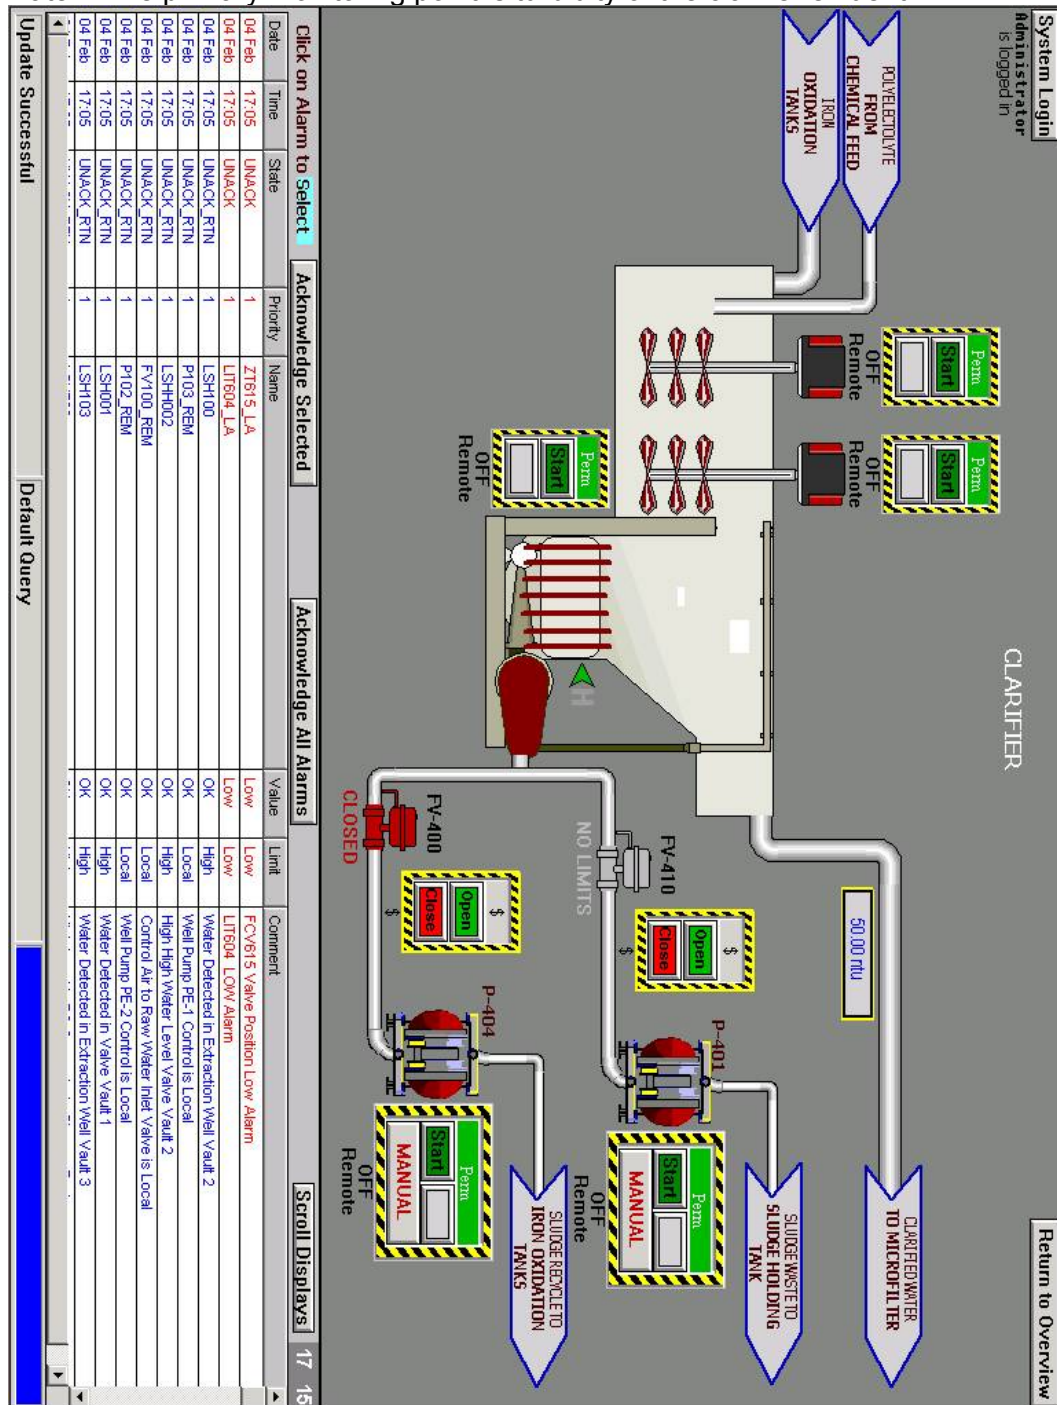 System Login
Administrator
is logged in
CLARIFIER
Return to Overview
POLYELECTOLYTE
FROM
CHEMICAL FEED
IRON
OXIDATION
TANKS
Perm
Start
OFF
Remote
Perm
Start
OFF
Remote
Perm
Start
OFF
Remote
H
50.00 ntu
CLARIFIED WATER
TO MICROFILTER
FV-410
NO LIMITS
$
Open
Close
$
P-401
Perm
Start
MANUAL
OFF
Remote
SLUDGE WASTE TO
SLUDGE HOLDING
TANK
FV-400
CLOSED
$
Open
Close
$
P-404
Perm
Start
MANUAL
OFF
Remote
SLUDGE RECYCLE TO
IRON OXIDATION
TANKS
Click on Alarm to Select Acknowledge Selected Acknowledge All Alarms Scroll Displays 17 15
Date Time State Priority Name Value Limit Comment
04 Feb 17:05 UNACK 1 ZT615_LA Low Low FCV615 Valve Position Low Alarm
04 Feb 17:05 UNACK 1 LIT604_LA Low Low LIT604 LOW Alarm
04 Feb 17:05 UNACK_RTN 1 LSH100 OK High Water Detected in Extraction Well Vault 2
04 Feb 17:05 UNACK_RTN 1 P103_REM OK Local Well Pump PE-1 Control is Local
04 Feb 17:05 UNACK_RTN 1 LSHH002 OK High High High Water Level Valve Vault 2
04 Feb 17:05 UNACK_RTN 1 FV100_REM OK Local Control Air to Raw Water Inlet Valve is Local
04 Feb 17:05 UNACK_RTN 1 P102_REM OK Local Well Pump PE-2 Control is Local
04 Feb 17:05 UNACK_RTN 1 LSH001 OK High Water Detected in Valve Vault 1
04 Feb 17:05 UNACK_RTN 1 LSH103 OK High Water Detected in Extraction Well Vault 3
Update Successful Default Query